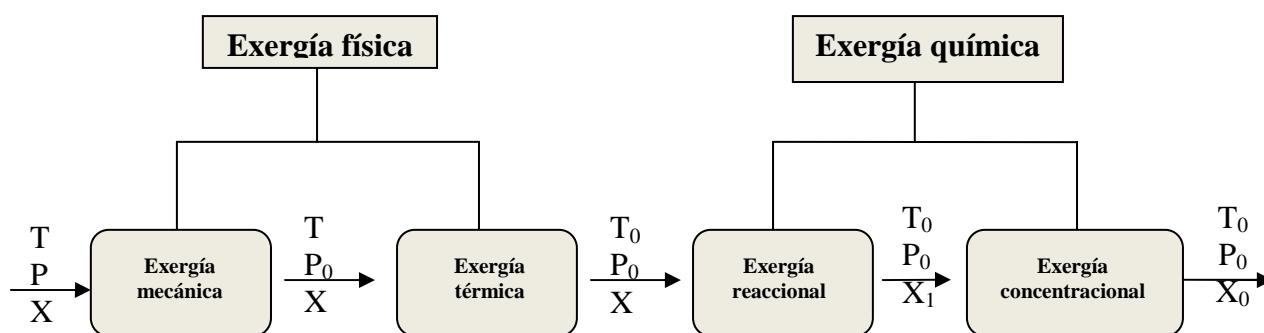 Exergía física
Exergía química
T
P
X
Exergía
mecánica
T
P₀
X
Exergía
térmica
T₀
P₀
X
Exergía
reaccional
T₀
P₀
X₁
Exergía
concentracional
T₀
P₀
X₀